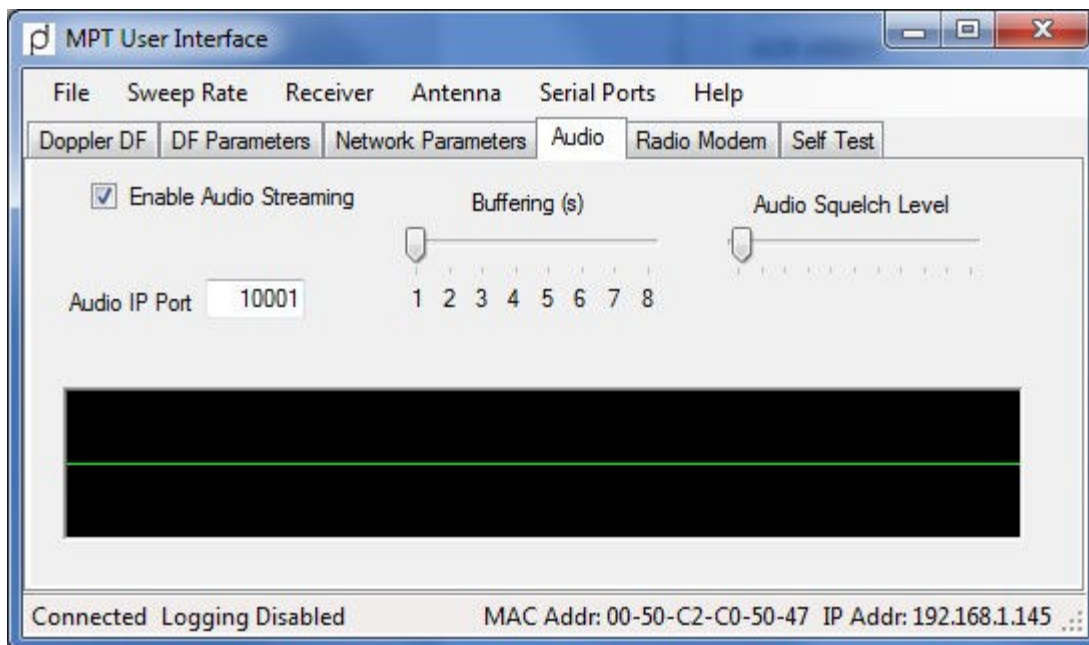 MPT User Interface
File Sweep Rate Receiver Antenna Serial Ports Help
Doppler DF DF Parameters Network Parameters Audio Radio Modem Self Test
Enable Audio Streaming
Buffering (s)
Audio Squelch Level
Audio IP Port 10001
1 2 3 4 5 6 7 8
Connected Logging Disabled MAC Addr: 00-50-C2-C0-50-47 IP Addr: 192.168.1.145